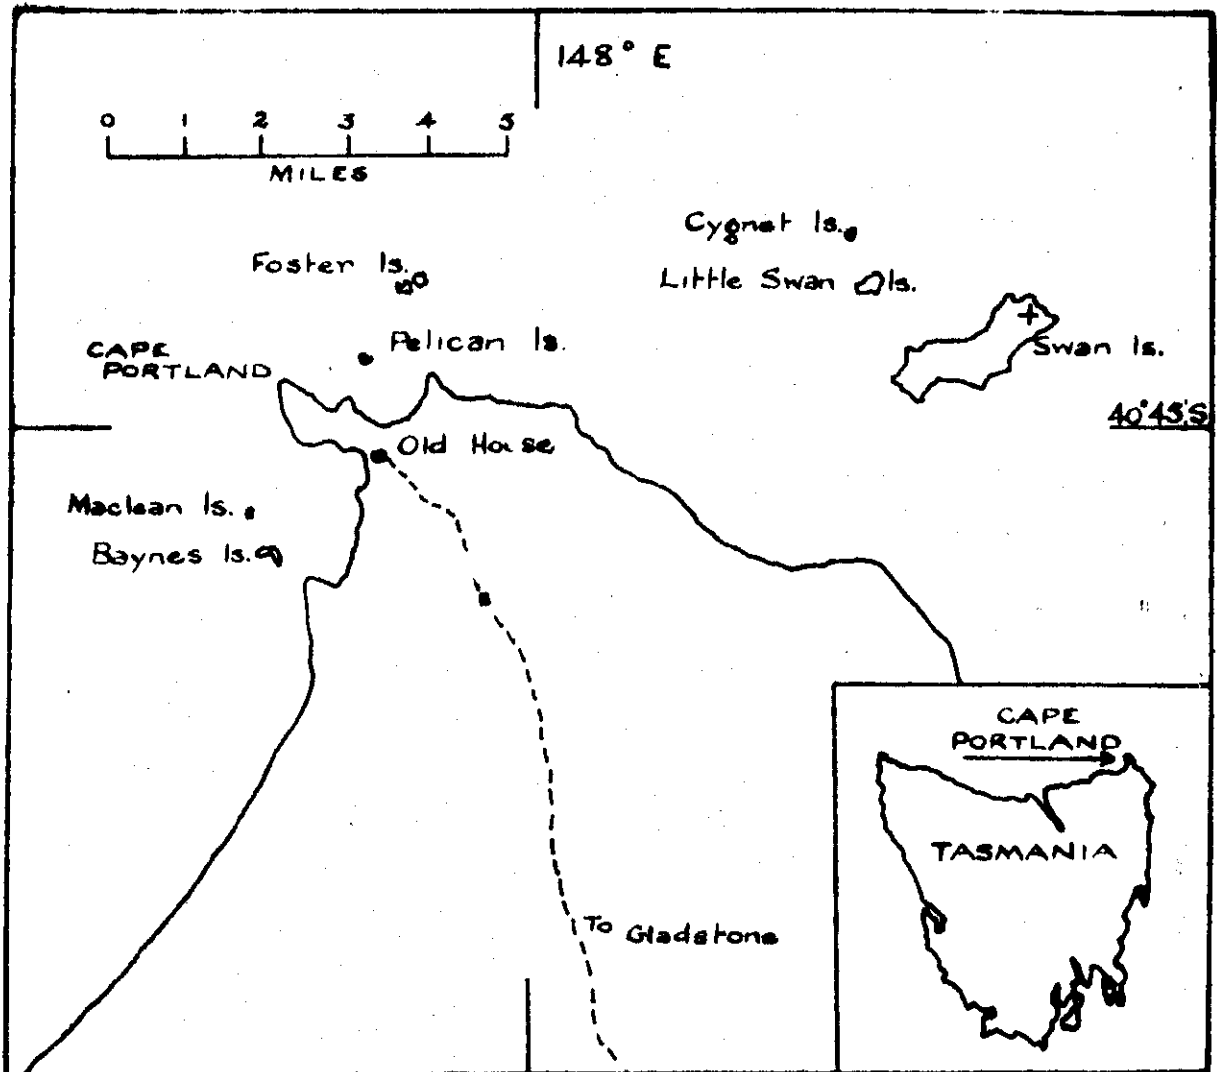 148° E
0 1 2 3 4 5
MILES
Cygnet Is.
Foster Is.
Little Swan Is.
Pelican Is.
Swan Is.
CAPE
PORTLAND
40°45'S
Old House
Maclean Is.
Baynes Is.
CAPE
PORTLAND
TASMANIA
To Gladstone